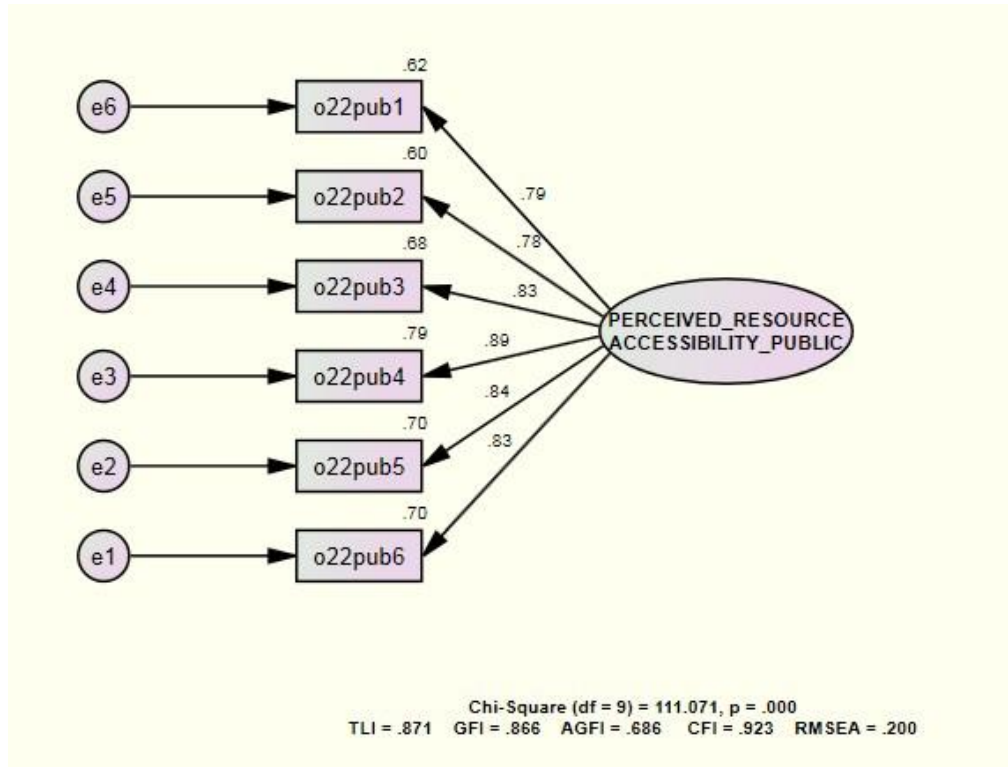 .62
e6
o22pub1
.79
.60
e5
o22pub2
.78
.68
e4
o22pub3
.83
PERCEIVED_RESOURCE
ACCESSIBILITY_PUBLIC
.79
e3
o22pub4
.89
.70
e2
o22pub5
.84
.70
e1
o22pub6
.83
Chi-Square (df = 9) = 111.071, p = .000
TLI = .871 GFI = .866 AGFI = .686 CFI = .923 RMSEA = .200